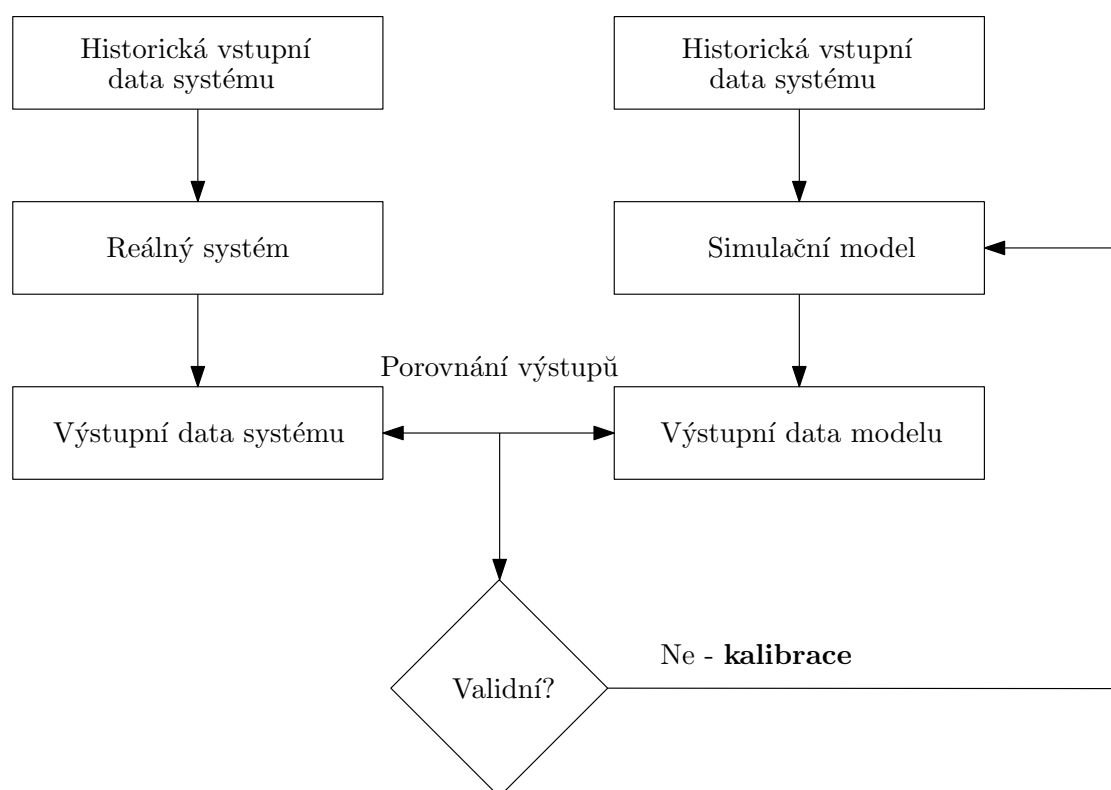 Historická vstupní
data systému
Historická vstupní
data systému
Reálný systém
Simulační model
Porovnání výstupŭ
Výstupní data systému
Výstupní data modelu
Validní?
Ne - kalibrace